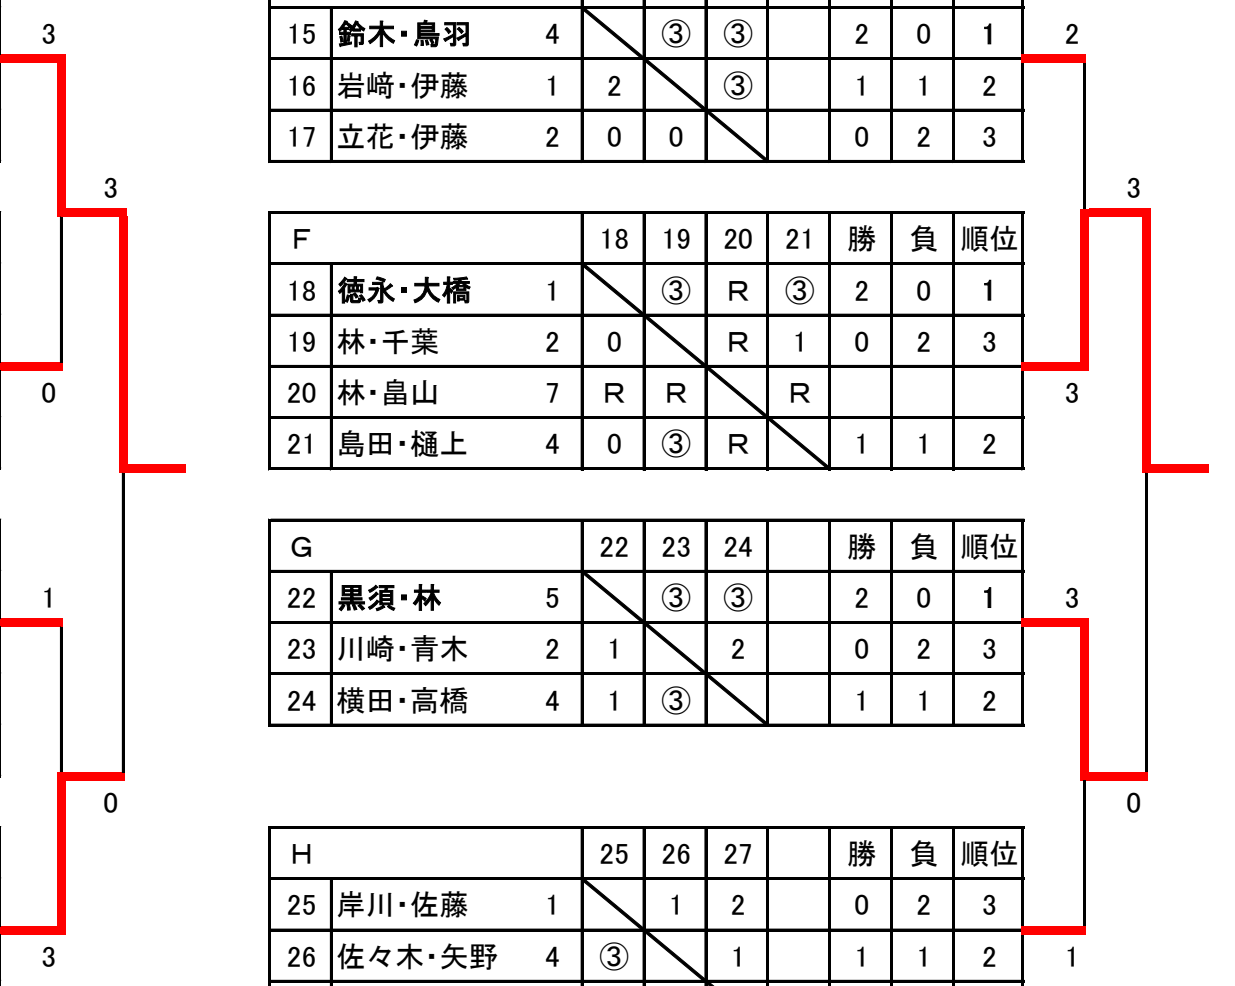 3
15 鈴木・鳥羽 4 ③ ③ 2 0 1 2
16 岩﨑・伊藤 1 2 ③ 1 1 2
17 立花・伊藤 2 0 0 0 2 3
3 3
F 18 19 20 21 勝 負 順位
18 徳永・大橋 1 ③ R ③ 2 0 1
19 林・千葉 2 0 R 1 0 2 3
0 20 林・畠山 7 R R R 3
21 島田・樋上 4 0 ③ R 1 1 2
G 22 23 24 勝 負 順位
1 22 黒須・林 5 ③ ③ 2 0 1 3
23 川崎・青木 2 1 2 0 2 3
24 横田・高橋 4 1 ③ 1 1 2
0 0
H 25 26 27 勝 負 順位
25 岸川・佐藤 1 1 2 0 2 3
3 26 佐々木・矢野 4 ③ 1 1 1 2 1